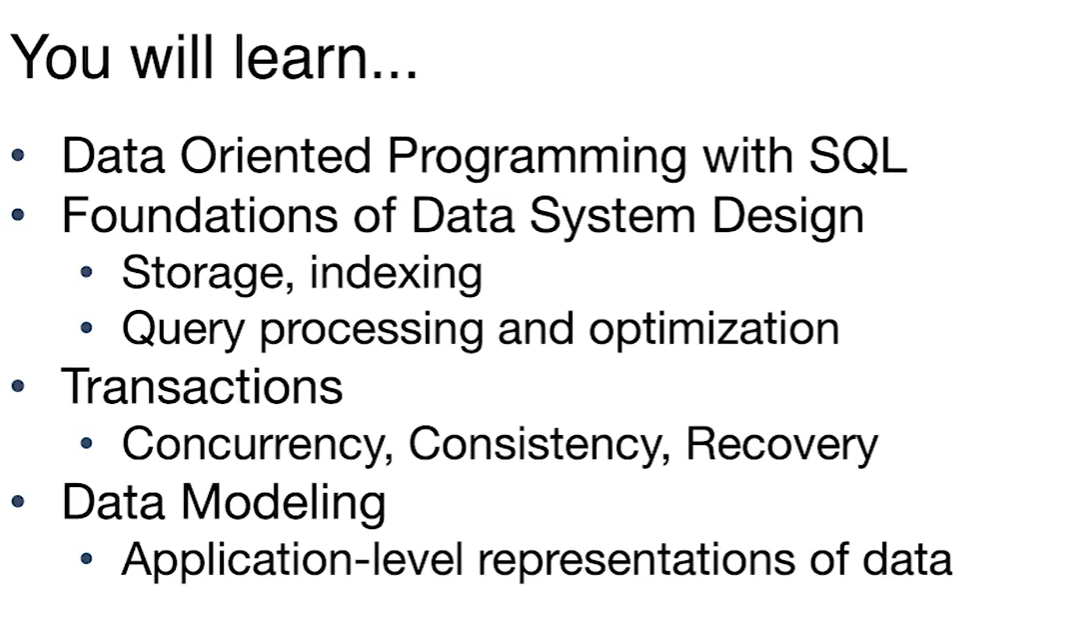 You will learn...
• Data Oriented Programming with SQL
• Foundations of Data System Design
• Storage, indexing
• Query processing and optimization
• Transactions
• Concurrency, Consistency, Recovery
• Data Modeling
• Application-level representations of data